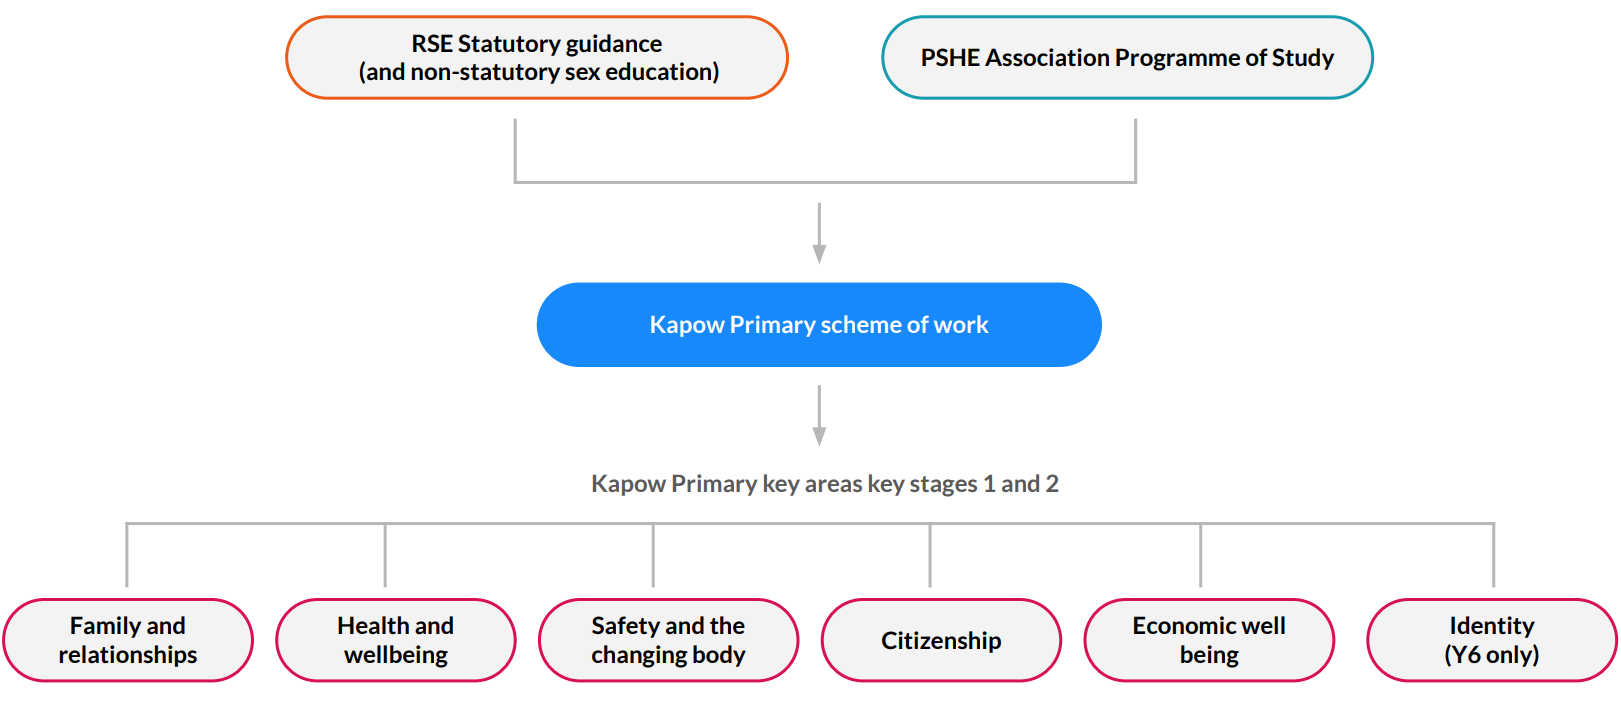 RSE Statutory guidance
(and non-statutory sex education)
PSHE Association Programme of Study
Kapow Primary scheme of work
Kapow Primary key areas key stages 1 and 2
Family and
relationships
Health and
wellbeing
Safety and the
changing body
Citizenship
Economic well
being
Identity
(Y6 only)